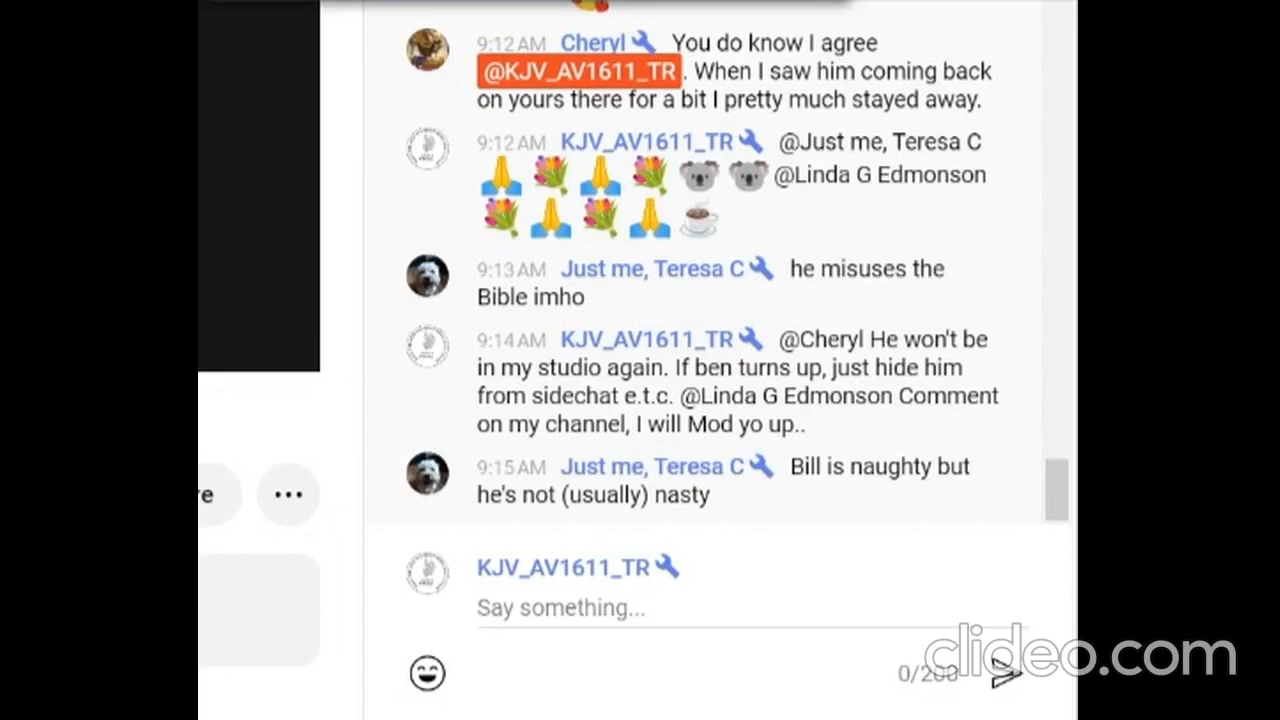 9:12 AM Cheryl You do know I agree
@KJV_AV1611_TR . When I saw him coming back
on yours there for a bit I pretty much stayed away.
9:12 AM KJV_AV1611_TR @Just me, Teresa C
🙏 💐 🙏 💐 🐨 🐨 @Linda G Edmonson
💐 🙏 💐 🙏 ☕
9:13 AM Just me, Teresa C he misuses the
Bible imho
9:14 AM KJV_AV1611_TR @Cheryl He won't be
in my studio again. If ben turns up, just hide him
from sidechat e.t.c. @Linda G Edmonson Comment
on my channel, I will Mod yo up..
9:15 AM Just me, Teresa C Bill is naughty but
he's not (usually) nasty
re ...
KJV_AV1611_TR
Say something...
0/200
clideo.com